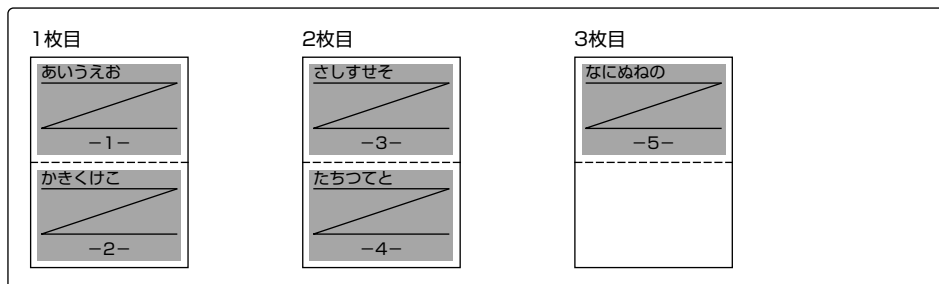 1枚目
あいうえお
−1−
かきくけこ
−2−
2枚目
さしすせそ
−3−
たちつてと
−4−
3枚目
なにぬねの
−5−